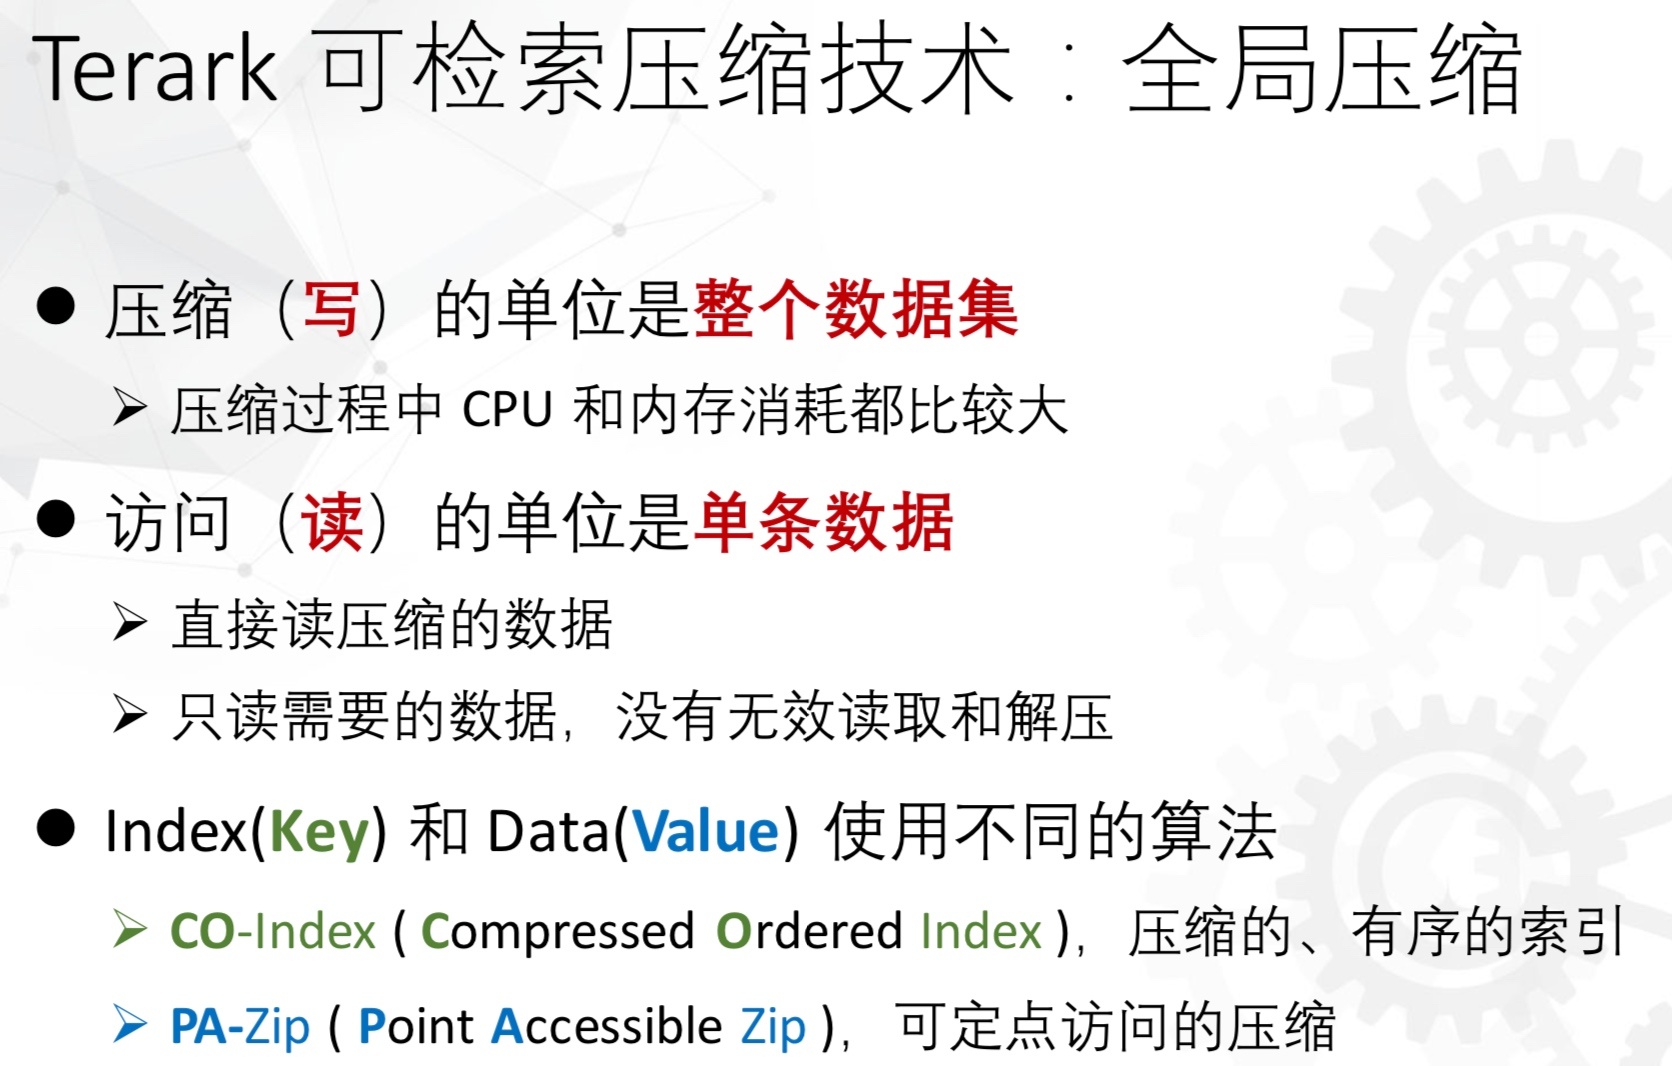 Terark 可检索压缩技术：全局压缩
● 压缩（写）的单位是整个数据集
➢ 压缩过程中 CPU 和内存消耗都比较大
● 访问（读）的单位是单条数据
➢ 直接读压缩的数据
➢ 只读需要的数据，没有无效读取和解压
● Index(Key) 和 Data(Value) 使用不同的算法
➢ CO-Index ( Compressed Ordered Index )，压缩的、有序的索引
➢ PA-Zip ( Point Accessible Zip )，可定点访问的压缩